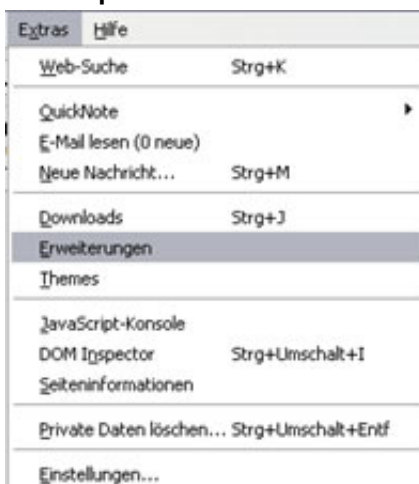 Extras Hilfe
Web-Suche Strg+K
QuickNote
E-Mail lesen (0 neue)
Neue Nachricht... Strg+M
Downloads Strg+J
Erweiterungen
Themes
JavaScript-Konsole
DOM Inspector Strg+Umschalt+I
Seiteninformationen
Private Daten löschen... Strg+Umschalt+Entf
Einstellungen...